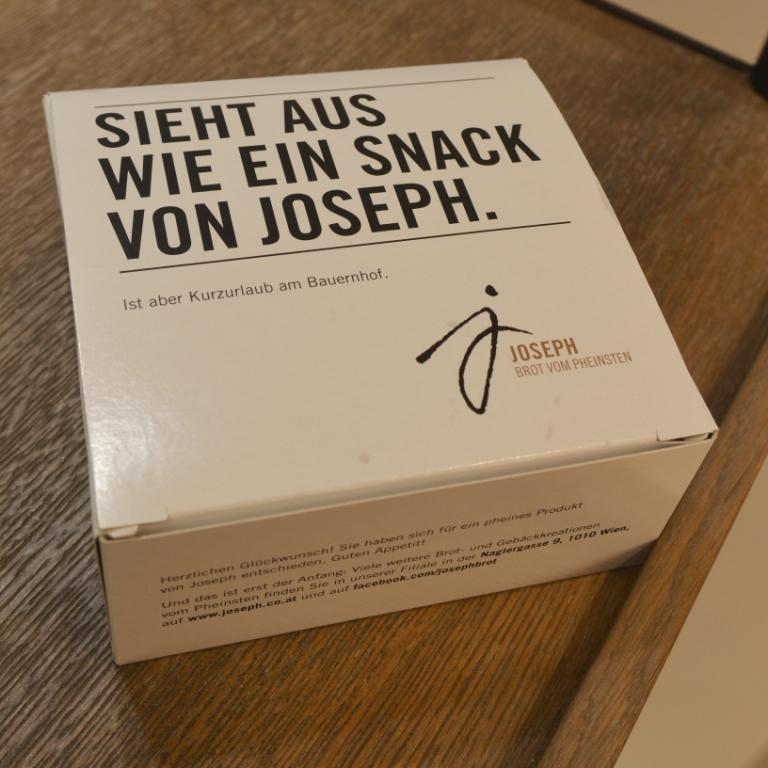 SIEHT AUS
WIE EIN SNACK
VON JOSEPH.
Ist aber Kurzurlaub am Bauernhof.
j
JOSEPH
BROT VOM PHEINSTEN
Herzlichen Glückwunsch! Sie haben sich für ein pheines Produkt
von Joseph entschieden. Guten Appetit!
Und das ist erst der Anfang: Viele weitere Brot- und Gebäckkreationen
vom Pheinsten finden Sie in unserer Filiale in der Naglergasse 9, 1010 Wien,
auf www.joseph.co.at und auf facebook.com/josephbrot